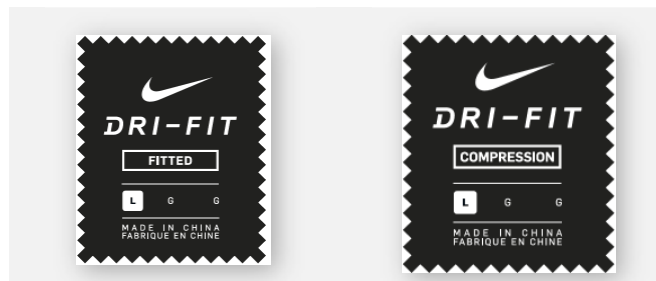 DRI-FIT
FITTED
L G G
MADE IN CHINA
FABRIQUE EN CHINE
DRI-FIT
COMPRESSION
L G G
MADE IN CHINA
FABRIQUE EN CHINE